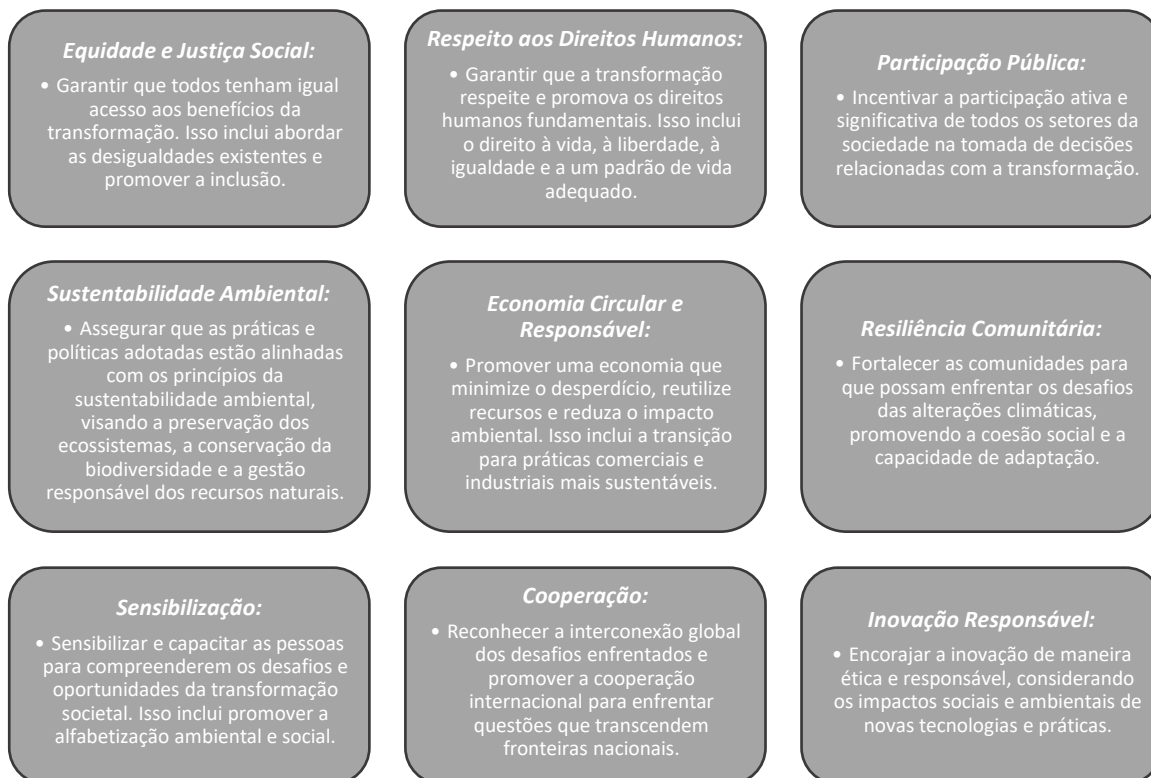 Equidade e Justiça Social:
• Garantir que todos tenham igual
acesso aos benefícios da
transformação. Isso inclui abordar
as desigualdades existentes e
promover a inclusão.
Respeito aos Direitos Humanos:
• Garantir que a transformação
respeite e promova os direitos
humanos fundamentais. Isso inclui
o direito à vida, à liberdade, à
igualdade e a um padrão de vida
adequado.
Participação Pública:
• Incentivar a participação ativa e
significativa de todos os setores da
sociedade na tomada de decisões
relacionadas com a transformação.
Sustentabilidade Ambiental:
• Assegurar que as práticas e
políticas adotadas estão alinhadas
com os princípios da
sustentabilidade ambiental,
visando a preservação dos
ecossistemas, a conservação da
biodiversidade e a gestão
responsável dos recursos naturais.
Economia Circular e
Responsável:
• Promover uma economia que
minimize o desperdício, reutilize
recursos e reduza o impacto
ambiental. Isso inclui a transição
para práticas comerciais e
industriais mais sustentáveis.
Resiliência Comunitária:
• Fortalecer as comunidades para
que possam enfrentar os desafios
das alterações climáticas,
promovendo a coesão social e a
capacidade de adaptação.
Sensibilização:
• Sensibilizar e capacitar as pessoas
para compreenderem os desafios e
oportunidades da transformação
societal. Isso inclui promover a
alfabetização ambiental e social.
Cooperação:
• Reconhecer a interconexão global
dos desafios enfrentados e
promover a cooperação
internacional para enfrentar
questões que transcendem
fronteiras nacionais.
Inovação Responsável:
• Encorajar a inovação de maneira
ética e responsável, considerando
os impactos sociais e ambientais de
novas tecnologias e práticas.